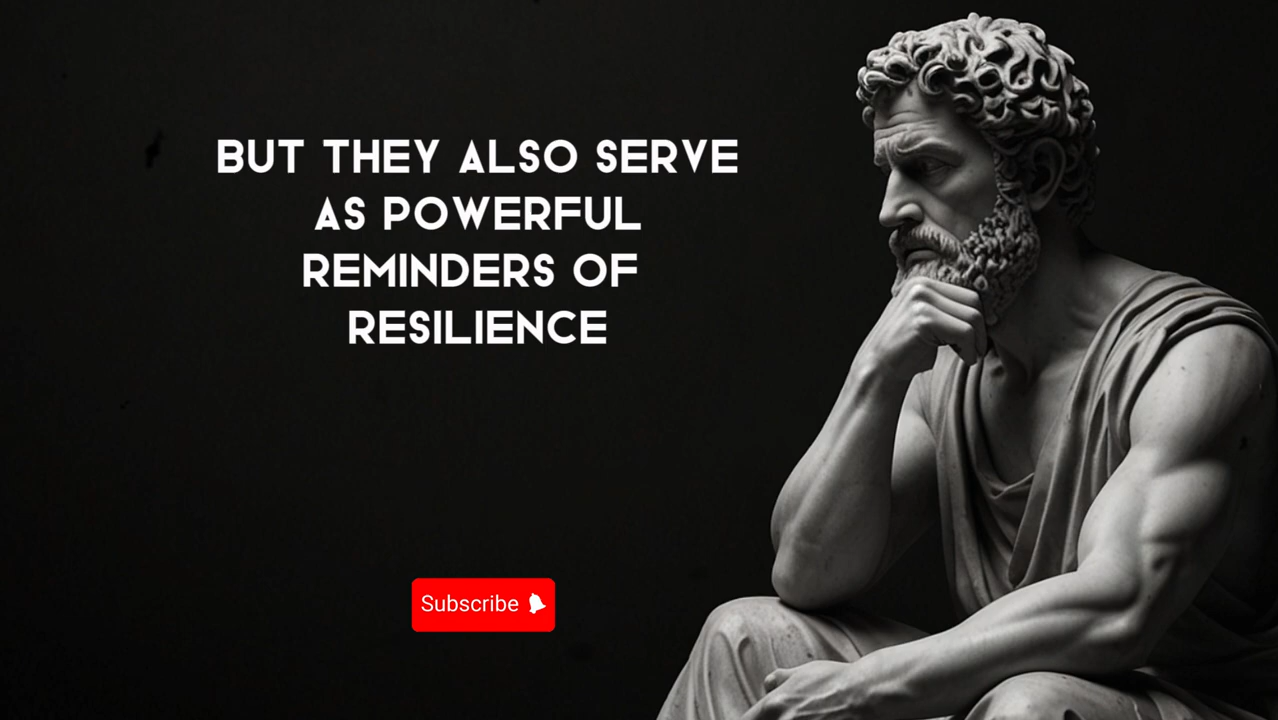 BUT THEY ALSO SERVE
AS POWERFUL
REMINDERS OF
RESILIENCE
Subscribe